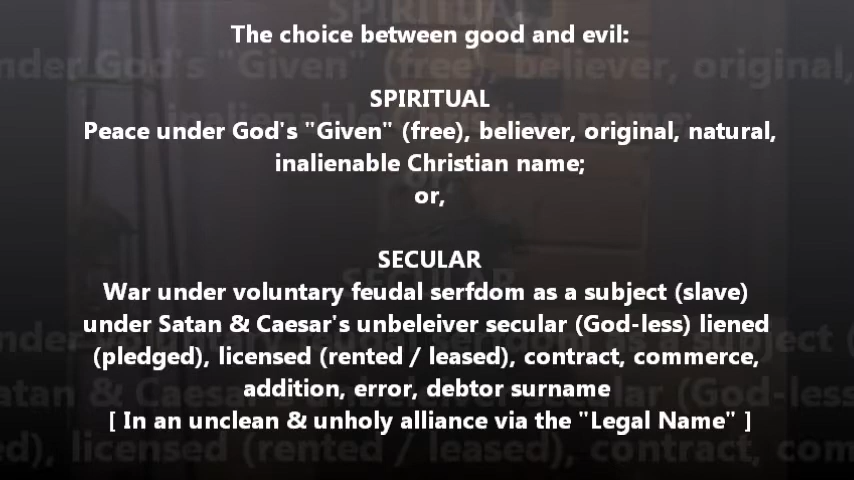 The choice between good and evil:
SPIRITUAL
Peace under God's "Given" (free), believer, original, natural,
inalienable Christian name;
or,
SECULAR
War under voluntary feudal serfdom as a subject (slave)
under Satan & Caesar's unbeleiver secular (God-less) liened
(pledged), licensed (rented / leased), contract, commerce,
addition, error, debtor surname
[ In an unclean & unholy alliance via the "Legal Name" ]